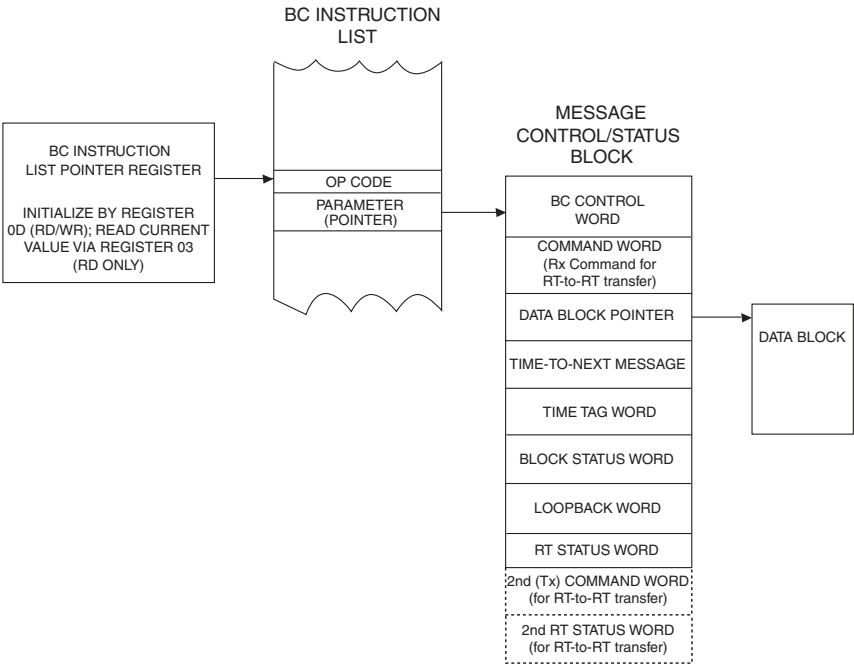 BC INSTRUCTION
LIST
BC INSTRUCTION
LIST POINTER REGISTER
INITIALIZE BY REGISTER
0D (RD/WR); READ CURRENT
VALUE VIA REGISTER 03
(RD ONLY)
OP CODE
PARAMETER
(POINTER)
MESSAGE
CONTROL/STATUS
BLOCK
BC CONTROL
WORD
COMMAND WORD
(Rx Command for
RT-to-RT transfer)
DATA BLOCK POINTER
TIME-TO-NEXT MESSAGE
TIME TAG WORD
BLOCK STATUS WORD
LOOPBACK WORD
RT STATUS WORD
2nd (Tx) COMMAND WORD
(for RT-to-RT transfer)
2nd RT STATUS WORD
(for RT-to-RT transfer)
DATA BLOCK